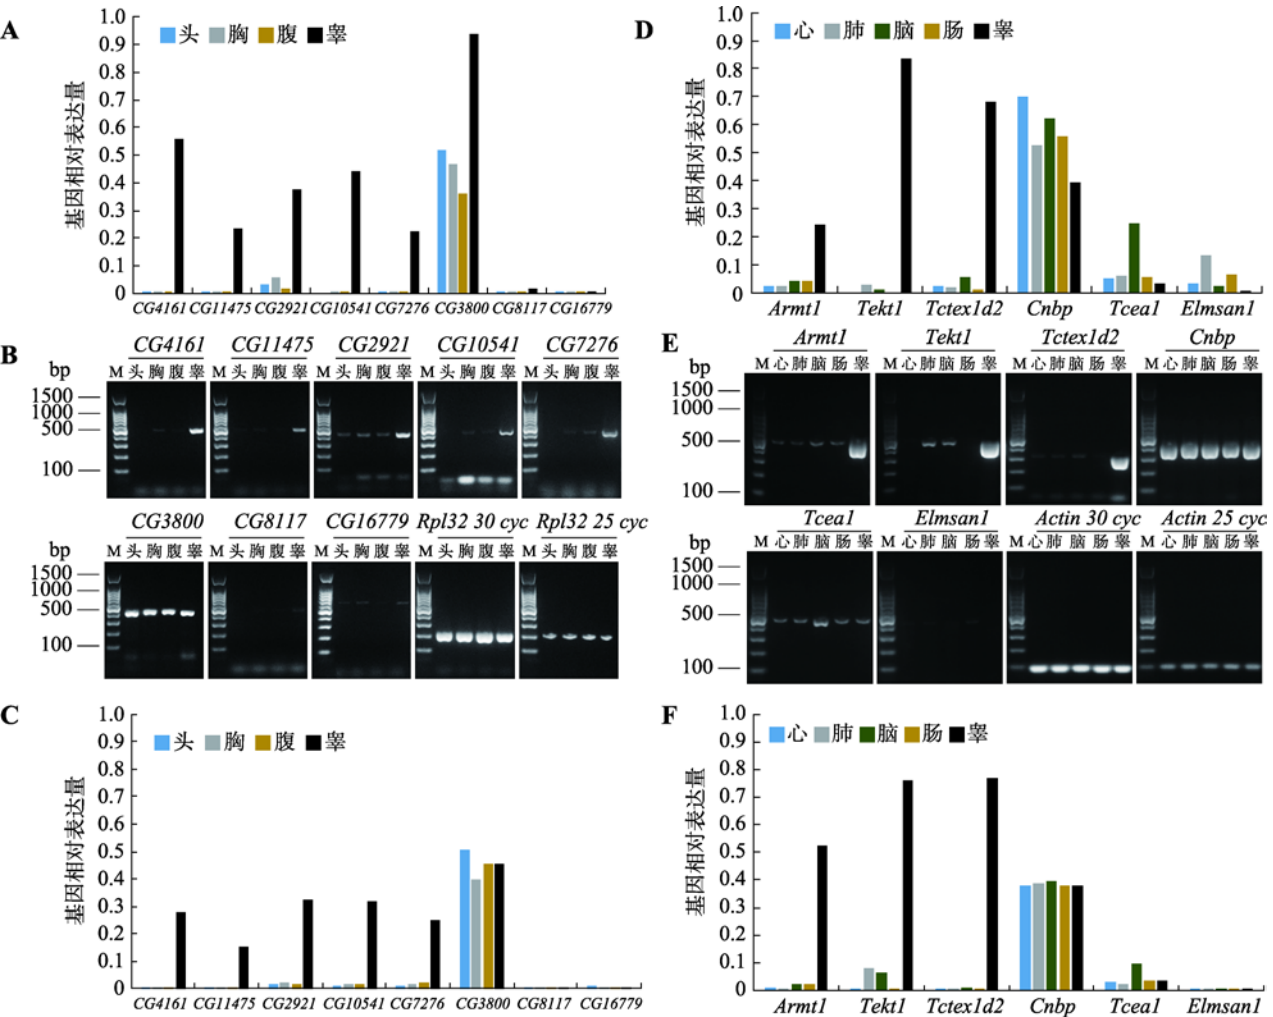 A
基因相对表达量
1.0
0.9
0.8
0.7
0.6
0.5
0.4
0.3
0.2
0.1
0
头 胸 腹 睾
CG4161 CG11475 CG2921 CG10541 CG7276 CG3800 CG8117 CG16779
B
CG4161 CG11475 CG2921 CG10541 CG7276
bp M 头 胸 腹 睾 M 头 胸 腹 睾 M 头 胸 腹 睾 M 头 胸 腹 睾 M 头 胸 腹 睾
1500
1000
500
100
CG3800 CG8117 CG16779 Rpl32 30 cyc Rpl32 25 cyc
bp M 头 胸 腹 睾 M 头 胸 腹 睾 M 头 胸 腹 睾 M 头 胸 腹 睾 M 头 胸 腹 睾
1500
1000
500
100
C
基因相对表达量
1.0
0.9
0.8
0.7
0.6
0.5
0.4
0.3
0.2
0.1
0
头 胸 腹 睾
CG4161 CG11475 CG2921 CG10541 CG7276 CG3800 CG8117 CG16779
D
基因相对表达量
1.0
0.9
0.8
0.7
0.6
0.5
0.4
0.3
0.2
0.1
0
心 肺 脑 肠 睾
Armt1 Tekt1 Tctex1d2 Cnbp Tcea1 Elmsan1
E
Armt1 Tekt1 Tctex1d2 Cnbp
bp M 心 肺 脑 肠 睾 M 心 肺 脑 肠 睾 M 心 肺 脑 肠 睾 M 心 肺 脑 肠 睾
1500
1000
500
100
Tcea1 Elmsan1 Actin 30 cyc Actin 25 cyc
bp M 心 肺 脑 肠 睾 M 心 肺 脑 肠 睾 M 心 肺 脑 肠 睾 M 心 肺 脑 肠 睾
1500
1000
500
100
F
基因相对表达量
1.0
0.9
0.8
0.7
0.6
0.5
0.4
0.3
0.2
0.1
0
心 肺 脑 肠 睾
Armt1 Tekt1 Tctex1d2 Cnbp Tcea1 Elmsan1